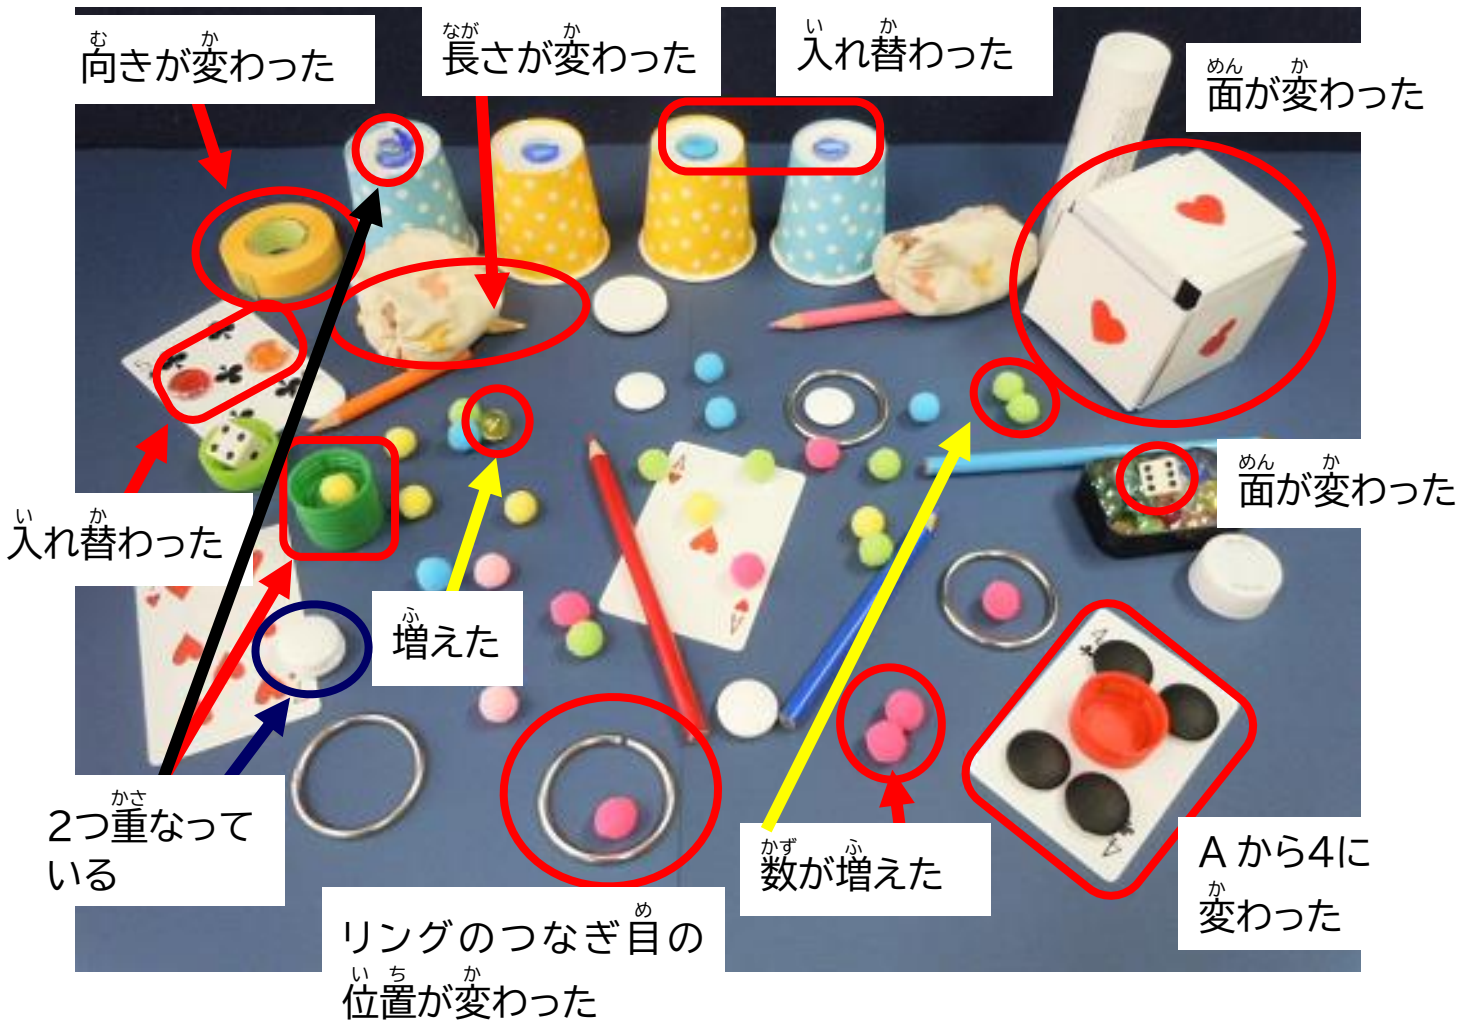 向きが変わった
長さが変わった
入れ替わった
面が変わった
入れ替わった
面が変わった
増えた
2つ重なって
いる
数が増えた
Aから4に
変わった
リングのつなぎ目の
位置が変わった